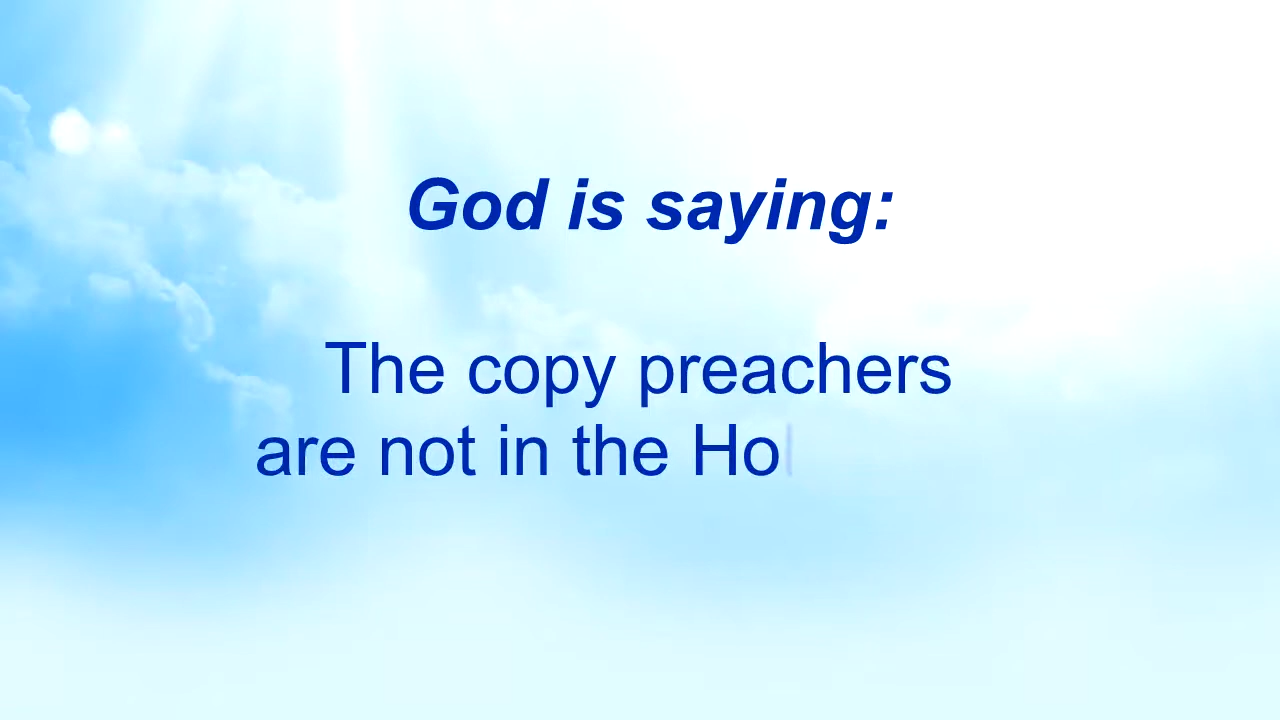 God is saying:
The copy preachers
are not in the Ho